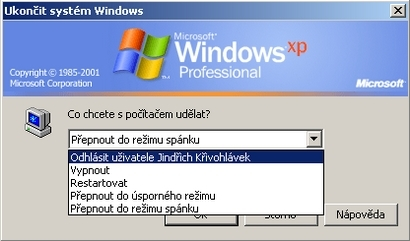 Ukončit systém Windows
Microsoft®
Windows xp
Professional
Copyright © 1985-2001
Microsoft Corporation
Microsoft
Co chcete s počítačem udělat?
Přepnout do režimu spánku
Odhlásit uživatele Jindřich Křivohlávek
Vypnout
Restartovat
Přepnout do úsporného režimu
Přepnout do režimu spánku
OK Storno Nápověda